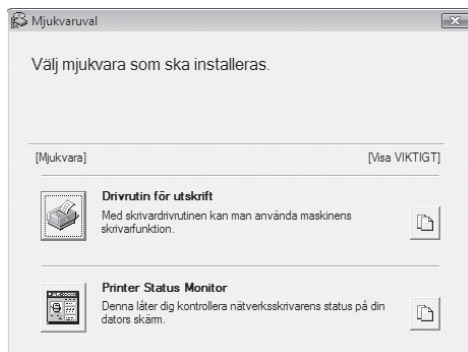 Mjukvaruval
Välj mjukvara som ska installeras.
[Mjukvara] [Visa VIKTIGT]
Drivrutin för utskrift
Med skrivardrivrutinen kan man använda maskinens
skrivarfunktion.
Printer Status Monitor
Denna låter dig kontrollera nätverksskrivarens status på din
dators skärm.